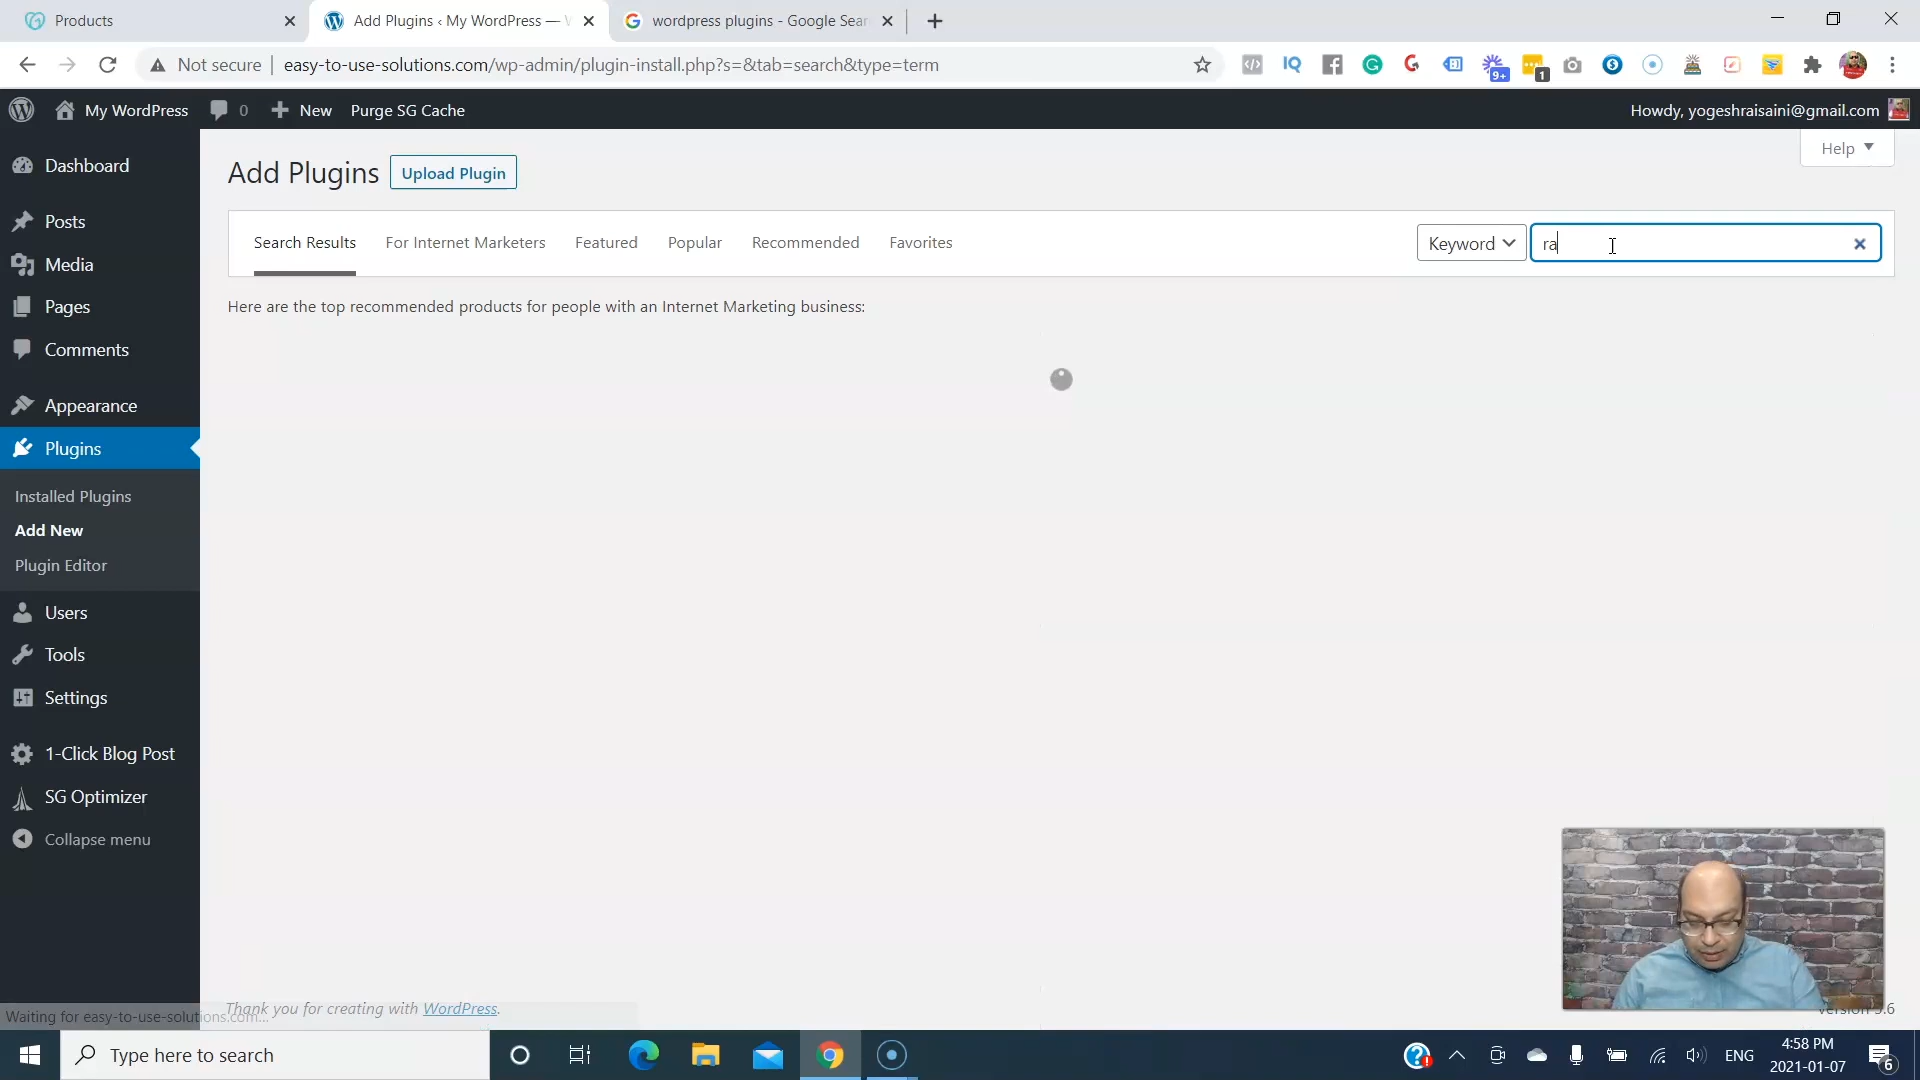 Products
Add Plugins ‹ My WordPress —
wordpress plugins - Google Sear
Not secure
easy-to-use-solutions.com/wp-admin/plugin-install.php?s=&tab=search&type=term
9+
1
My WordPress
0
New
Purge SG Cache
Howdy, yogeshraisaini@gmail.com
Dashboard
Posts
Media
Pages
Comments
Appearance
Plugins
Installed Plugins
Add New
Plugin Editor
Users
Tools
Settings
1-Click Blog Post
SG Optimizer
Collapse menu
Help
Add Plugins
Upload Plugin
Search Results
For Internet Marketers
Featured
Popular
Recommended
Favorites
Keyword
ra
Here are the top recommended products for people with an Internet Marketing business:
Thank you for creating with WordPress.
Waiting for easy-to-use-solutions.com...
Type here to search
ENG
4:58 PM
2021-01-07
6